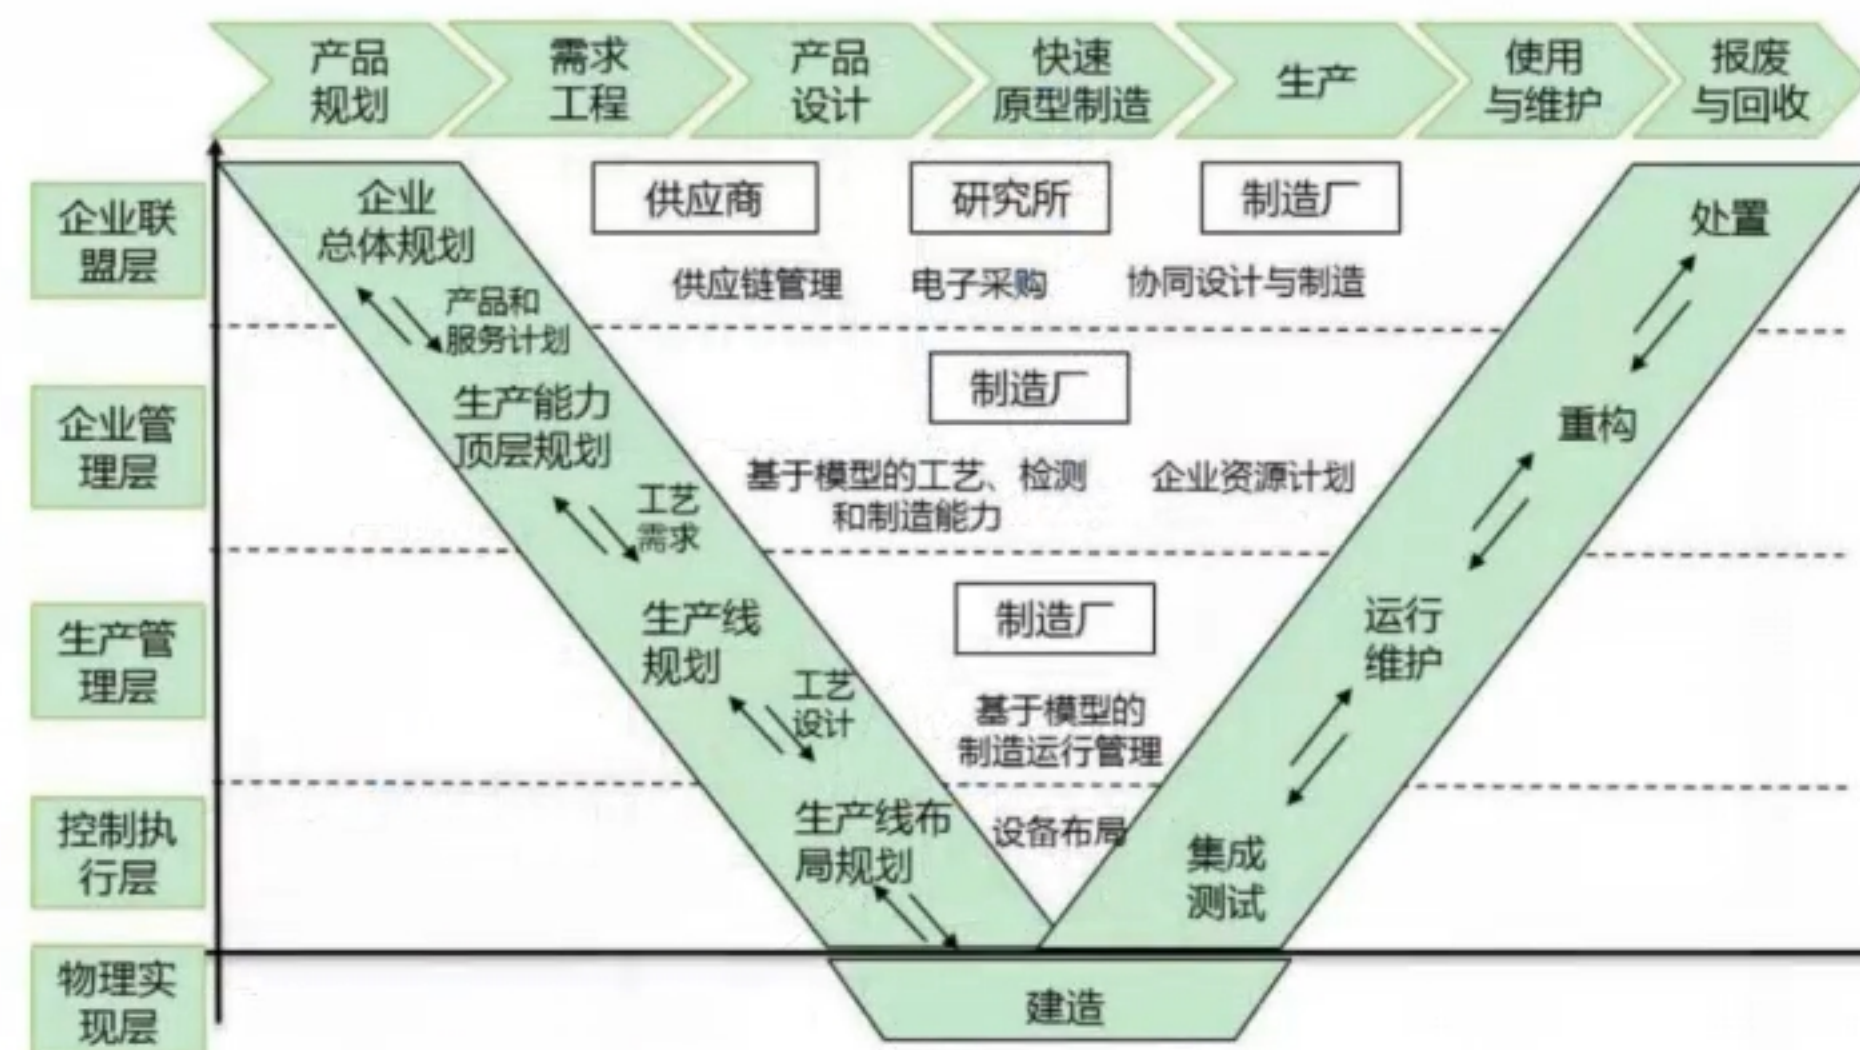 产品
规划
需求
工程
产品
设计
快速
原型制造
生产
使用
与维护
报废
与回收
企业联
盟层
企业
总体规划
供应商
研究所
制造厂
处置
供应链管理
电子采购
协同设计与制造
产品和
服务计划
企业管
理层
生产能力
顶层规划
制造厂
重构
基于模型的工艺、检测
和制造能力
企业资源计划
工艺
需求
生产管
理层
生产线
规划
制造厂
运行
维护
工艺
设计
基于模型的
制造运行管理
控制执
行层
生产线布
局规划
设备布局
集成
测试
物理实
现层
建造